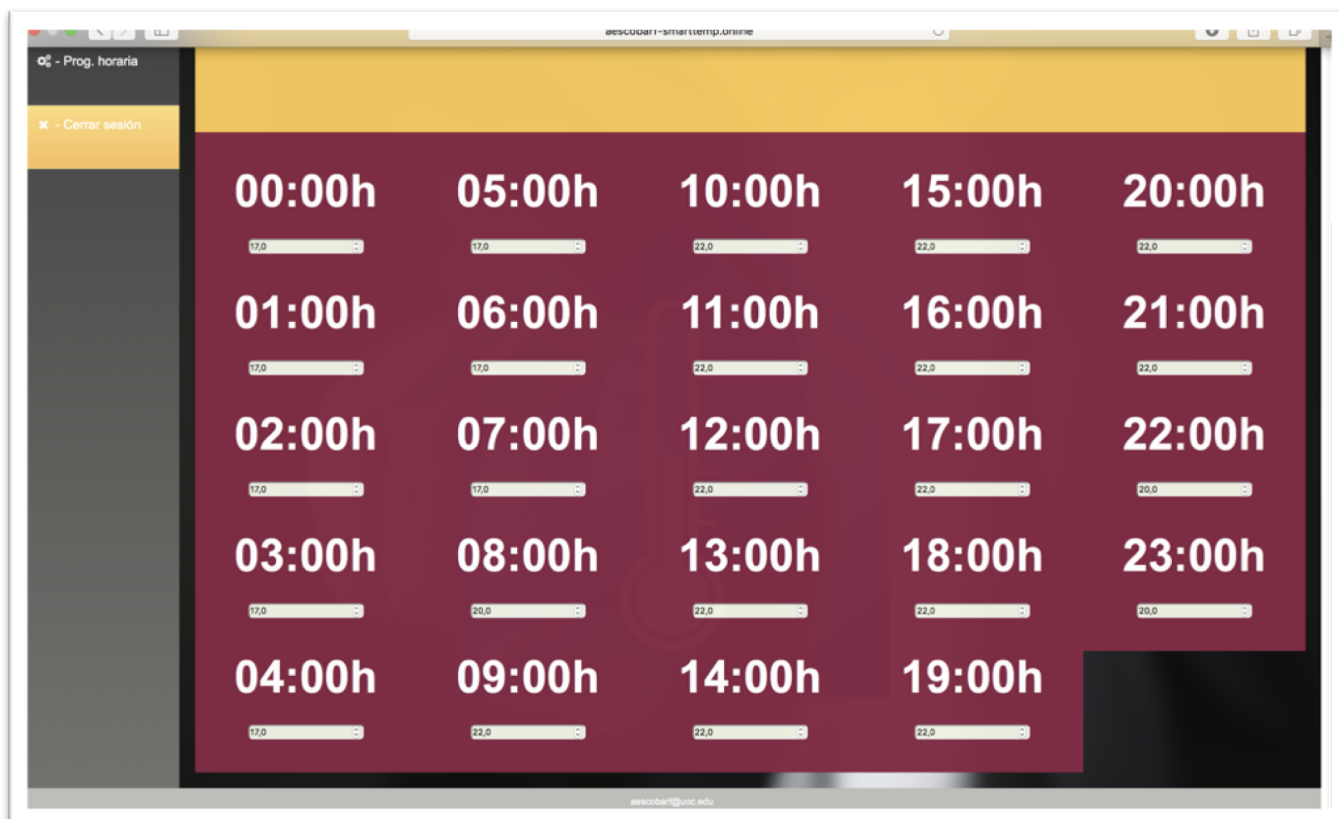 aescobarf-smarttemp.online
- Prog. horaria
- Cerrar sesión
00:00h 05:00h 10:00h 15:00h 20:00h
17,0 17,0 22,0 22,0 22,0
01:00h 06:00h 11:00h 16:00h 21:00h
17,0 17,0 22,0 22,0 22,0
02:00h 07:00h 12:00h 17:00h 22:00h
17,0 17,0 22,0 22,0 20,0
03:00h 08:00h 13:00h 18:00h 23:00h
17,0 20,0 22,0 22,0 20,0
04:00h 09:00h 14:00h 19:00h
17,0 22,0 22,0 22,0
aescobarf@uoc.edu